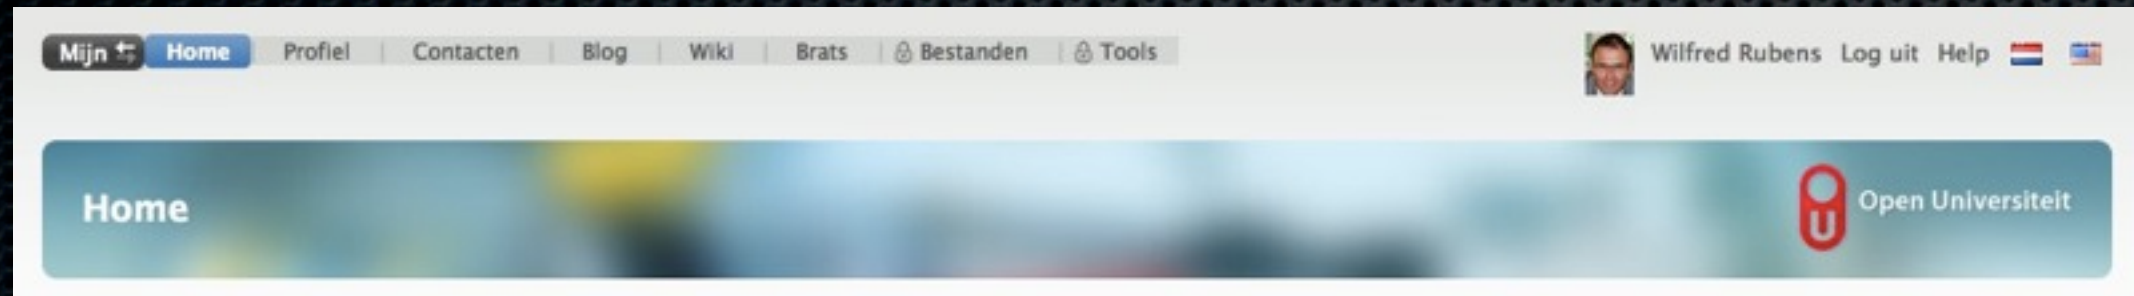 Mijn Home Profiel Contacten Blog Wiki Brats Bestanden Tools Wilfred Rubens Log uit Help
Home
Open Universiteit